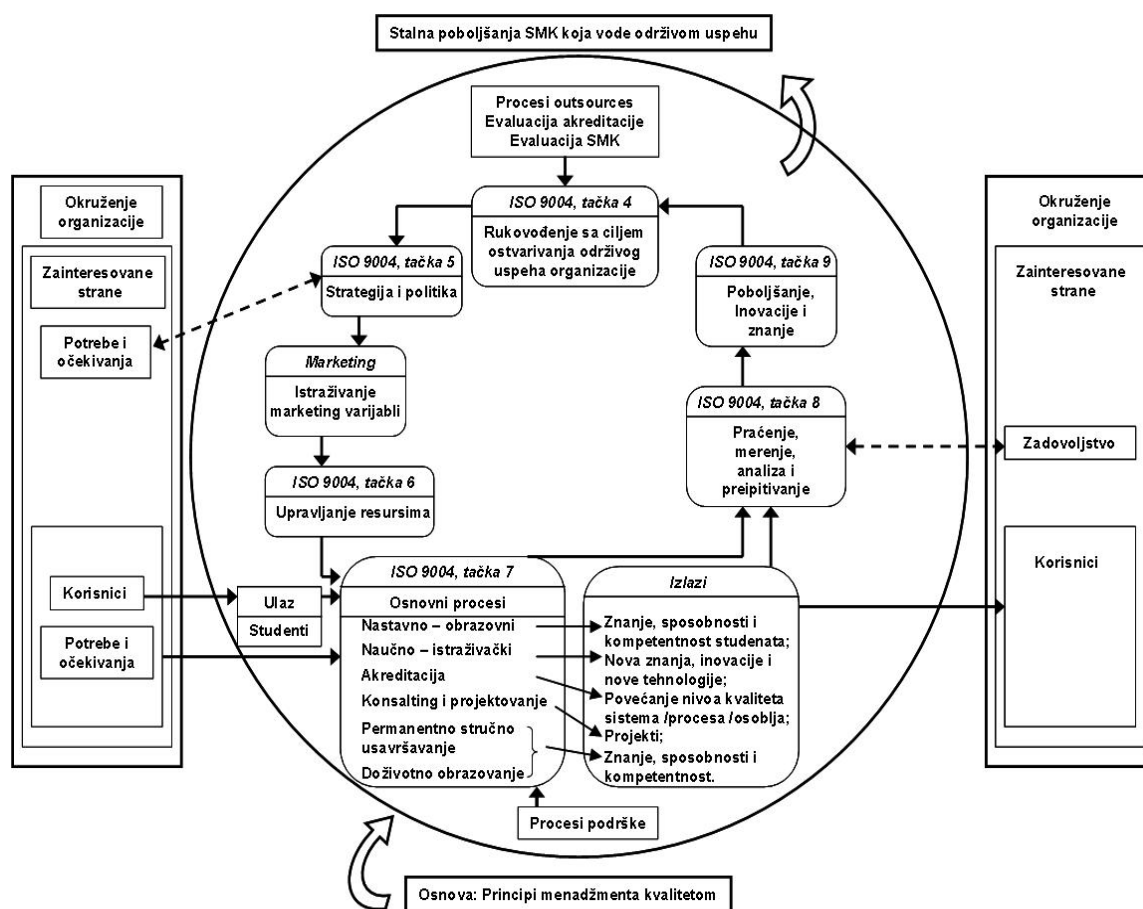 Stalna poboljšanja SMK koja vode održivom uspehu
Procesi outsources
Evaluacija akreditacije
Evaluacija SMK
Okruženje
organizacije
Zainteresovane
strane
Potrebe i
očekivanja
Korisnici
Potrebe i
očekivanja
ISO 9004, tačka 4
Rukovođenje sa ciljem
ostvarivanja održivog
uspeha organizacije
ISO 9004, tačka 5
Strategija i politika
Marketing
Istraživanje
marketing varijabli
ISO 9004, tačka 6
Upravljanje resursima
Ulaz
Studenti
ISO 9004, tačka 7
Osnovni procesi
Nastavno – obrazovni
Naučno – istraživački
Akreditacija
Konsalting i projektovanje
Permanentno stručno
usavršavanje
Doživotno obrazovanje
Izlazi
Znanje, sposobnosti i
kompetentnost studenata;
Nova znanja, inovacije i
nove tehnologije;
Povećanje nivoa kvaliteta
sistema /procesa /osoblja;
Projekti;
Znanje, sposobnosti i
kompetentnost.
Procesi podrške
ISO 9004, tačka 8
Praćenje,
merenje,
analiza i
preipitivanje
ISO 9004, tačka 9
Poboljšanje,
Inovacije i
znanje
Okruženje
organizacije
Zainteresovane
strane
Zadovoljstvo
Korisnici
Osnova: Principi menadžmenta kvalitetom